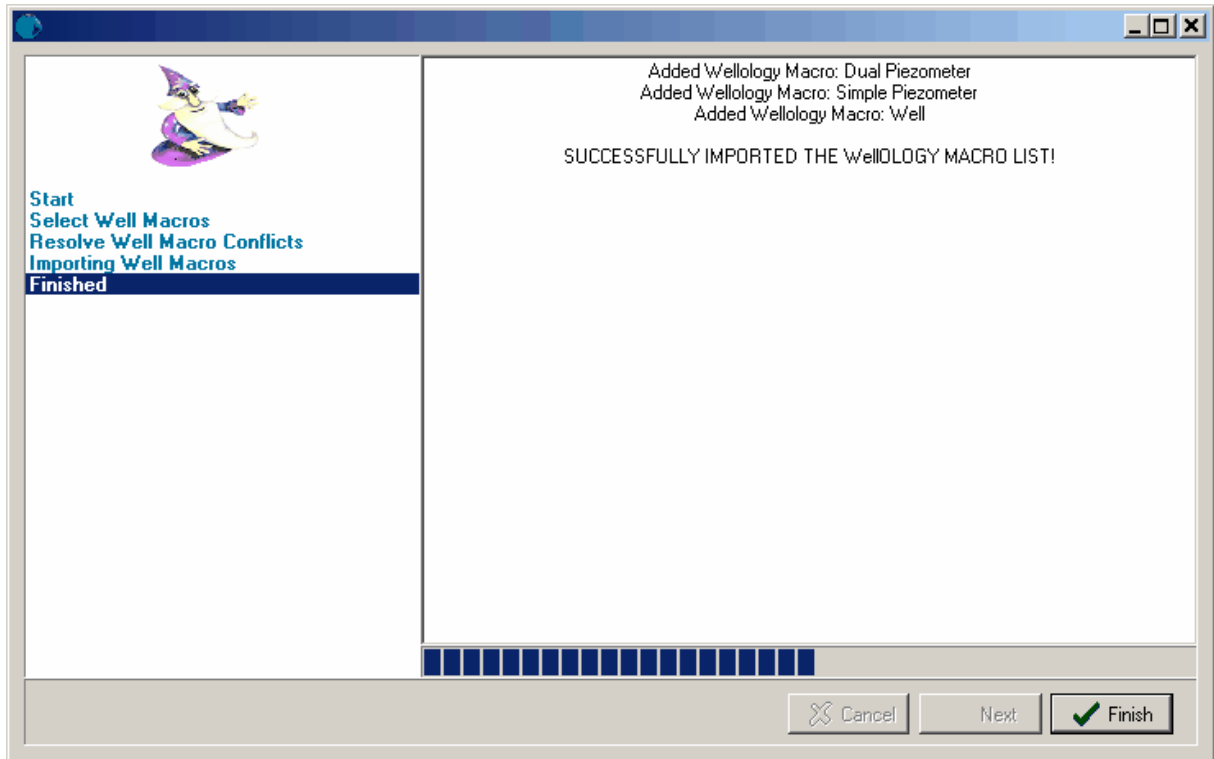 Start
Select Well Macros
Resolve Well Macro Conflicts
Importing Well Macros
Finished
Added Wellology Macro: Dual Piezometer
Added Wellology Macro: Simple Piezometer
Added Wellology Macro: Well
SUCCESSFULLY IMPORTED THE WellOLOGY MACRO LIST!
Cancel
Next
Finish